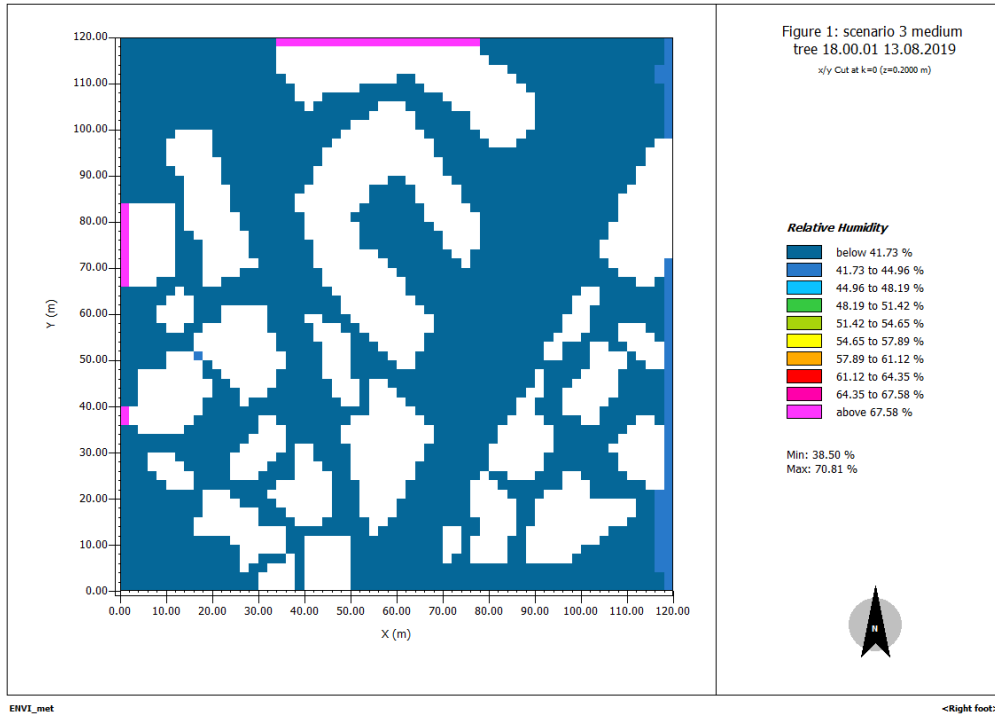 Figure 1: scenario 3 medium
tree 18.00.01 13.08.2019
x/y Cut at k=0 (z=0.2000 m)
120.00
110.00
100.00
90.00
80.00
70.00
60.00
50.00
40.00
30.00
20.00
10.00
0.00
Y (m)
0.00 10.00 20.00 30.00 40.00 50.00 60.00 70.00 80.00 90.00 100.00 110.00 120.00
X (m)
Relative Humidity
below 41.73 %
41.73 to 44.96 %
44.96 to 48.19 %
48.19 to 51.42 %
51.42 to 54.65 %
54.65 to 57.89 %
57.89 to 61.12 %
61.12 to 64.35 %
64.35 to 67.58 %
above 67.58 %
Min: 38.50 %
Max: 70.81 %
N
ENVI_met
<Right foot>